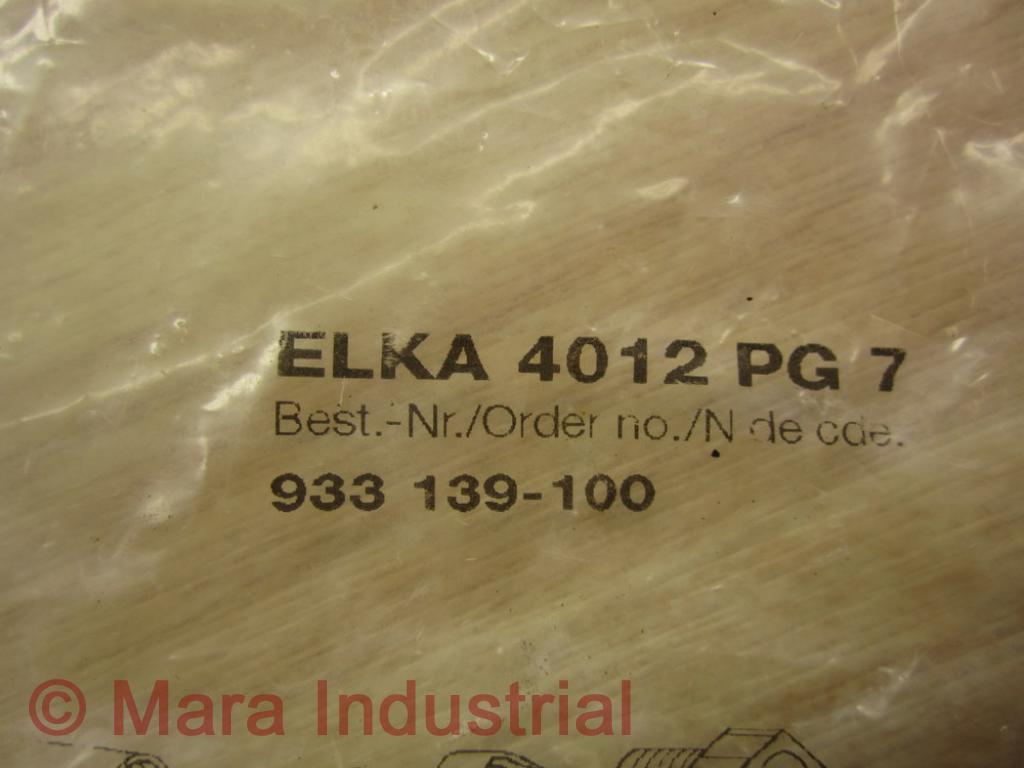 ELKA 4012 PG 7
Best.-Nr./Order no./N de cde.
933 139-100
© Mara Industrial